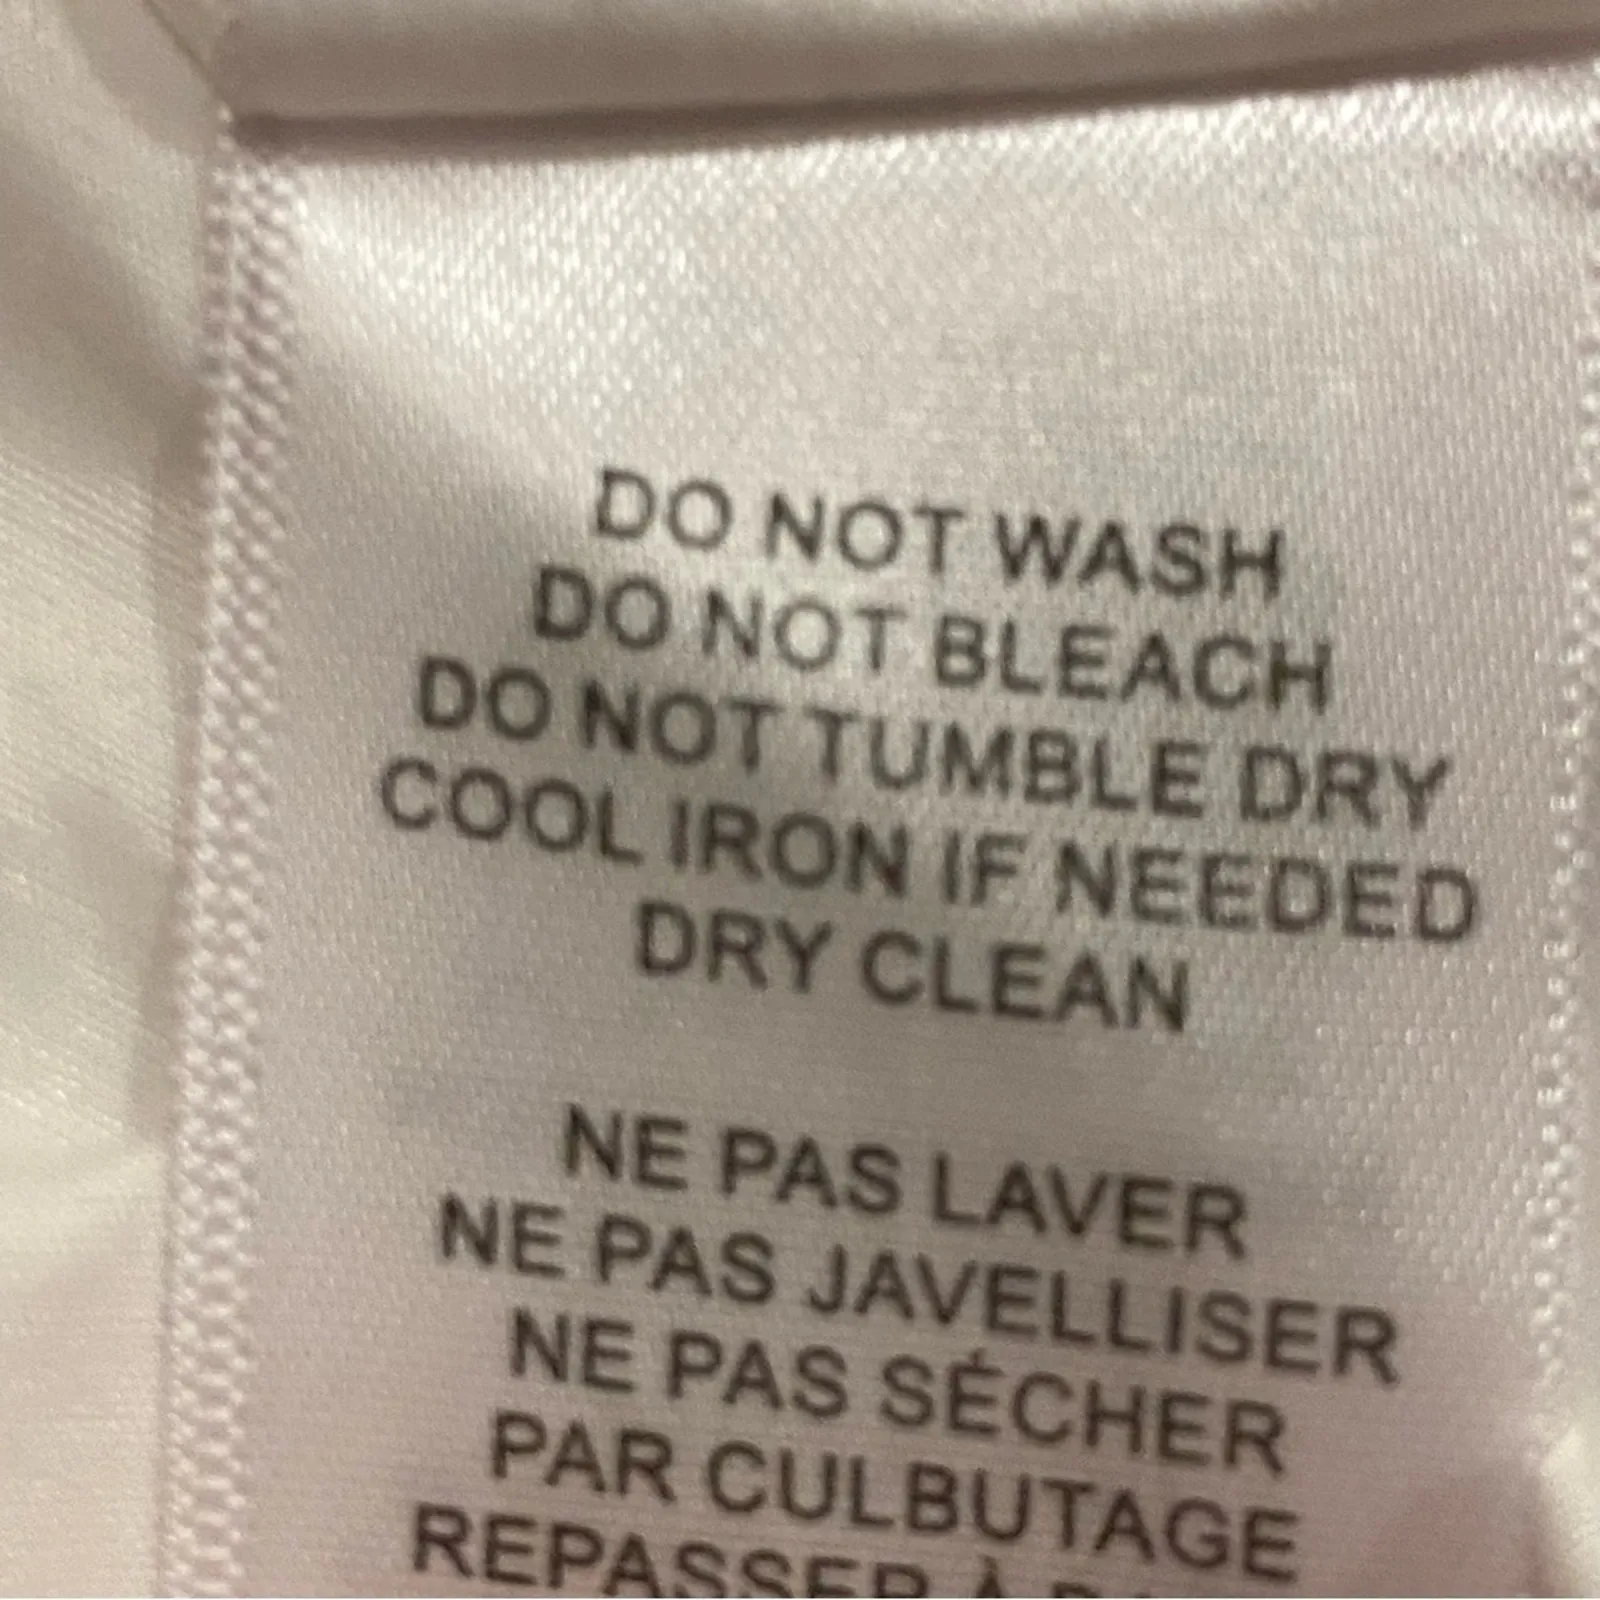 DO NOT WASH
DO NOT BLEACH
DO NOT TUMBLE DRY
COOL IRON IF NEEDED
DRY CLEAN
NE PAS LAVER
NE PAS JAVELLISER
NE PAS SÉCHER
PAR CULBUTAGE
REPASSER À